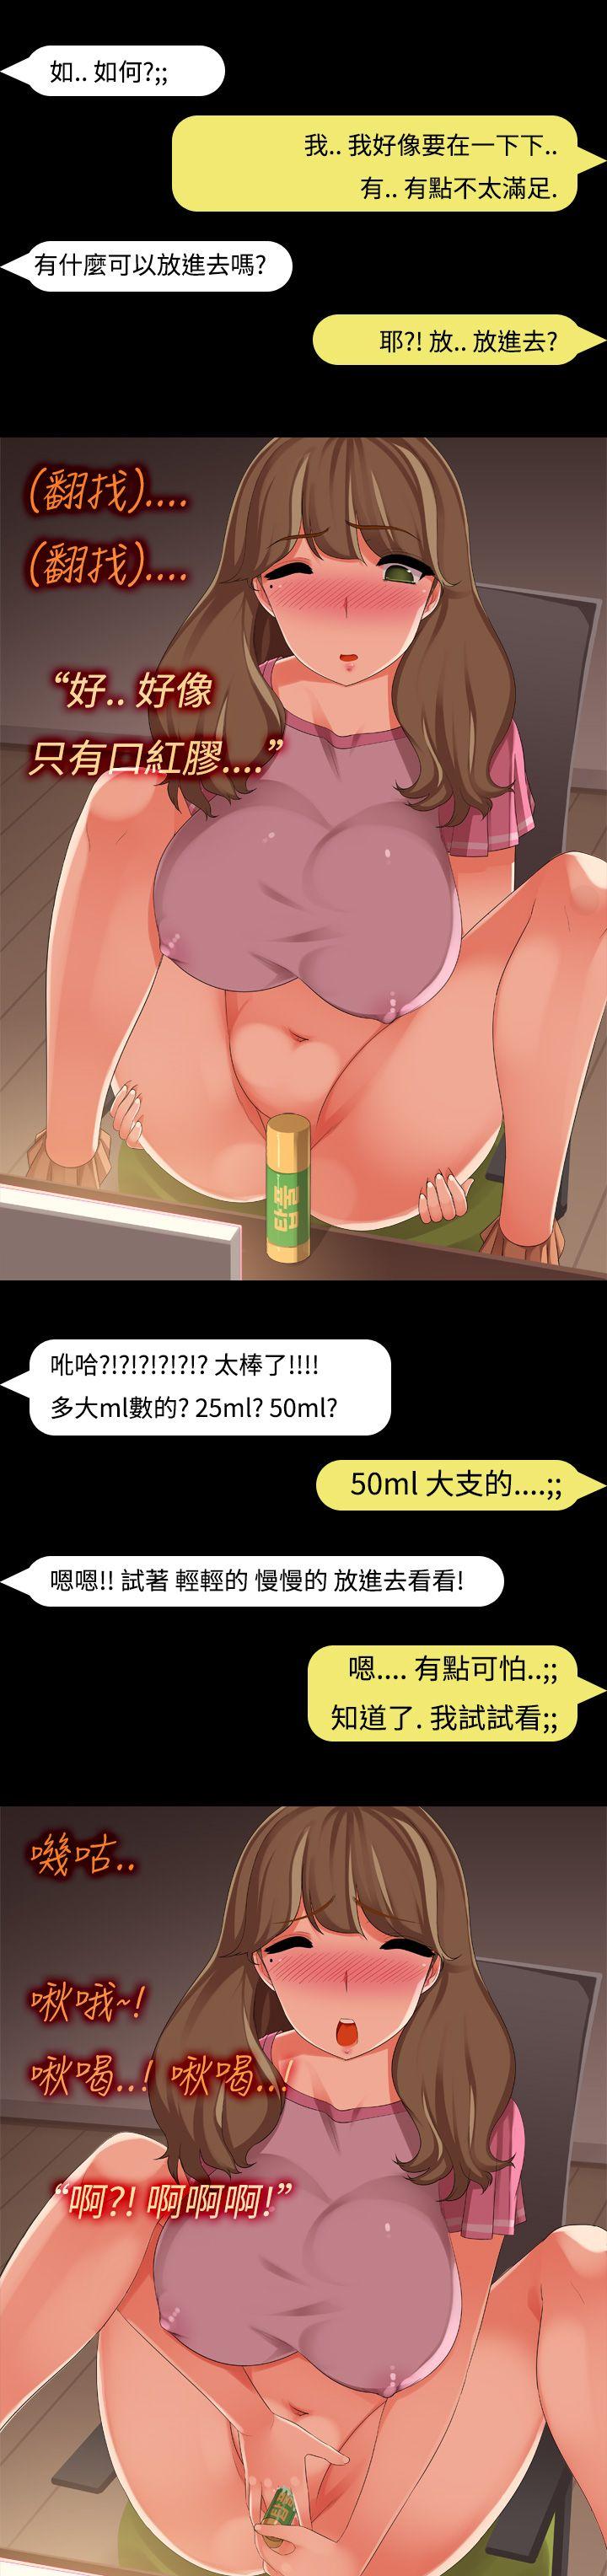 如.. 如何?;;
我.. 我好像要在一下下..
有.. 有點不太滿足.
有什麼可以放進去嗎?
耶?! 放.. 放進去?
(翻找)....
(翻找)....
“好.. 好像
只有口紅膠....”
吪哈?!?!?!?!?!? 太棒了!!!!
多大ml數的? 25ml? 50ml?
50ml 大支的....;;
嗯嗯!! 試著 輕輕的 慢慢的 放進去看看!
嗯.... 有點可怕..;;
知道了. 我試試看;;
嘰咕..
啾哦~!
啾喝..! 啾喝..!
“啊?! 啊啊啊!”